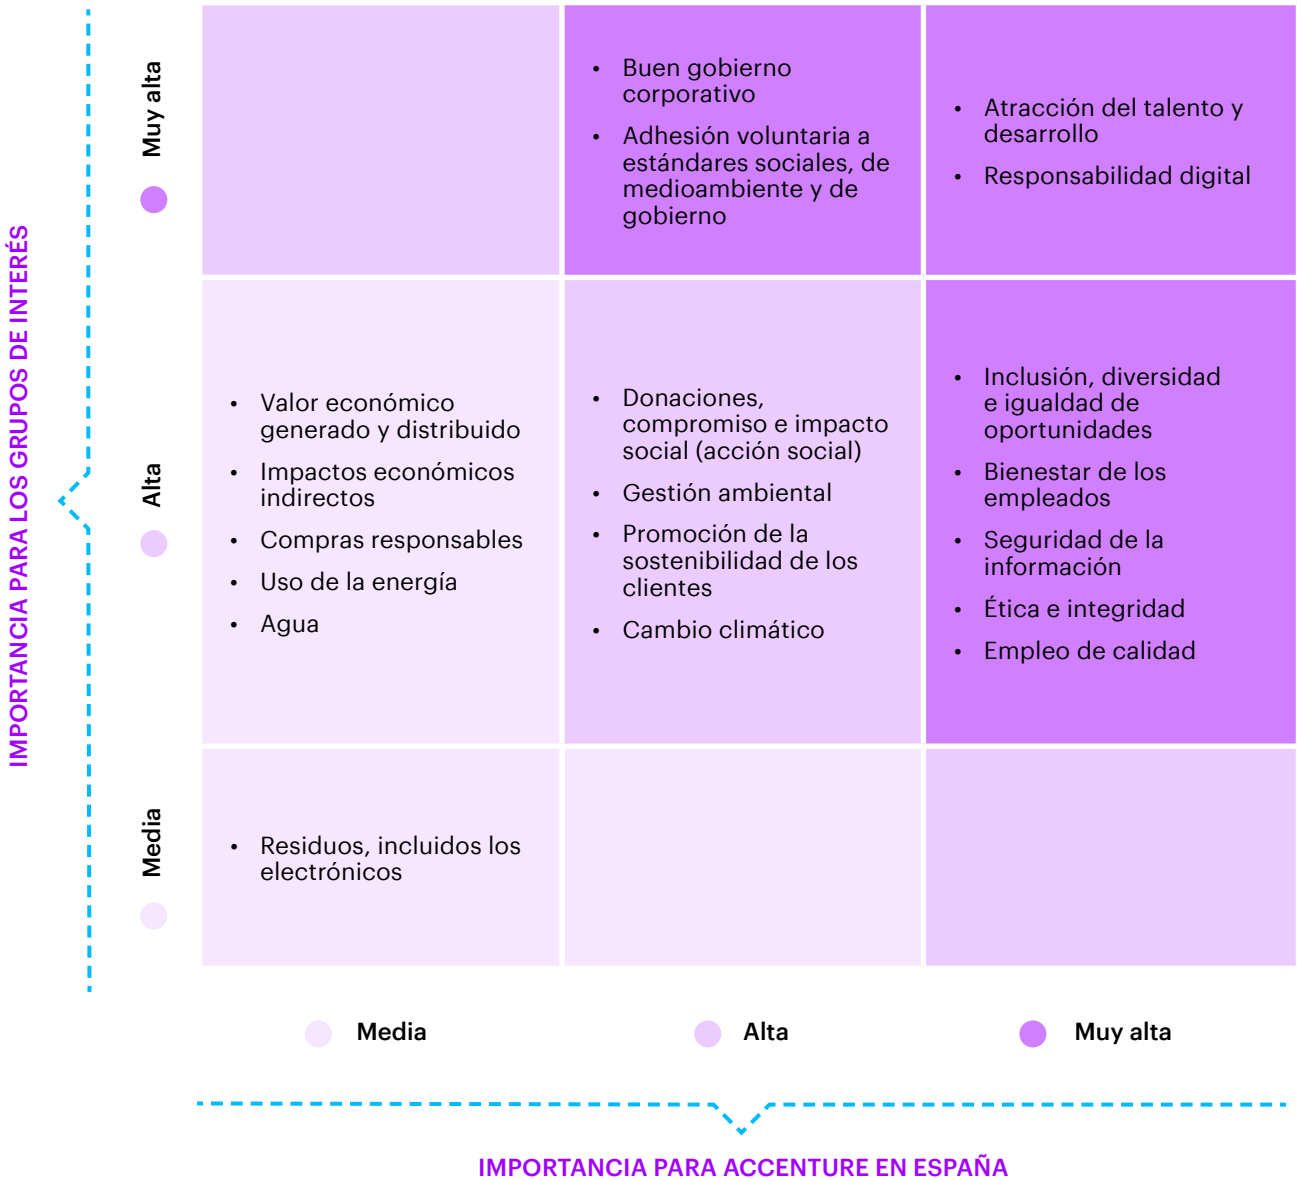 IMPORTANCIA PARA LOS GRUPOS DE INTERÉS
Muy alta
• Buen gobierno
corporativo
• Adhesión voluntaria a
estándares sociales, de
medioambiente y de
gobierno
• Atracción del talento y
desarrollo
• Responsabilidad digital
Alta
• Valor económico
generado y distribuido
• Impactos económicos
indirectos
• Compras responsables
• Uso de la energía
• Agua
• Donaciones,
compromiso e impacto
social (acción social)
• Gestión ambiental
• Promoción de la
sostenibilidad de los
clientes
• Cambio climático
• Inclusión, diversidad
e igualdad de
oportunidades
• Bienestar de los
empleados
• Seguridad de la
información
• Ética e integridad
• Empleo de calidad
Media
• Residuos, incluidos los
electrónicos
Media
Alta
Muy alta
IMPORTANCIA PARA ACCENTURE EN ESPAÑA